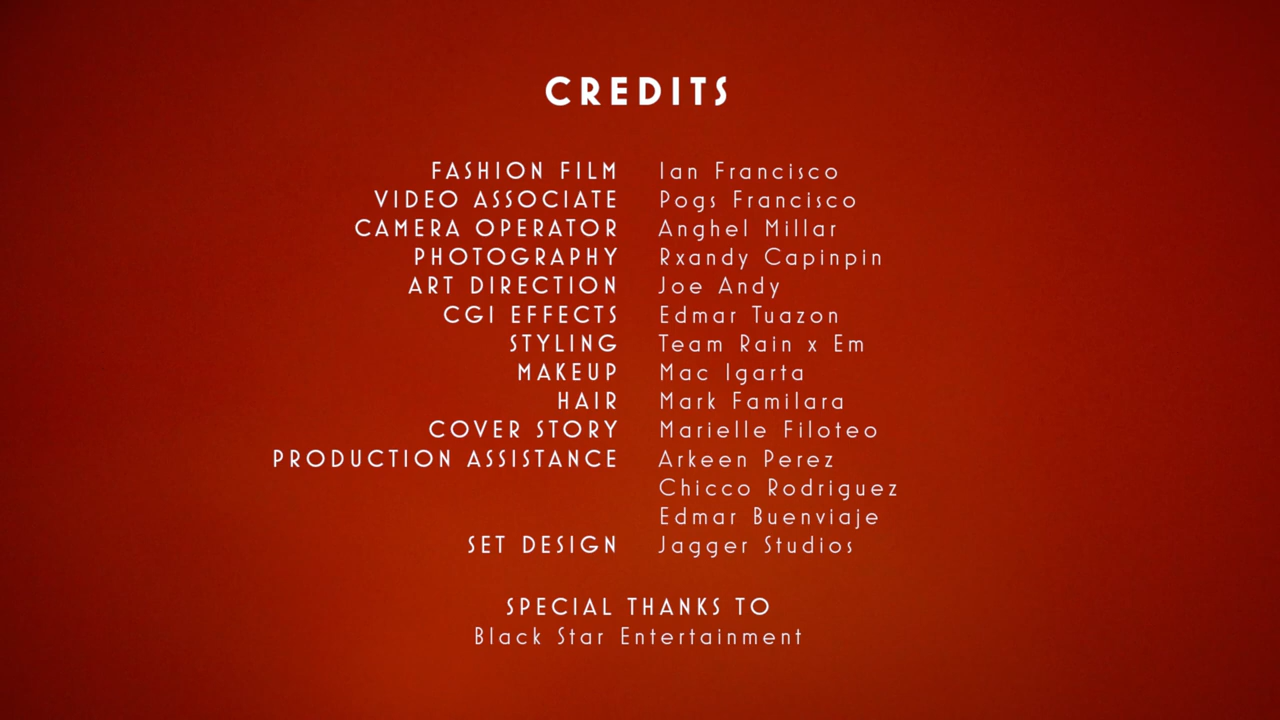 CREDITS
FASHION FILM Ian Francisco
VIDEO ASSOCIATE Pogs Francisco
CAMERA OPERATOR Anghel Millar
PHOTOGRAPHY Rxandy Capinpin
ART DIRECTION Joe Andy
CGI EFFECTS Edmar Tuazon
STYLING Team Rain x Em
MAKEUP Mac Igarta
HAIR Mark Familara
COVER STORY Marielle Filoteo
PRODUCTION ASSISTANCE Arkeen Perez
Chicco Rodriguez
Edmar Buenviaje
SET DESIGN Jagger Studios
SPECIAL THANKS TO
Black Star Entertainment